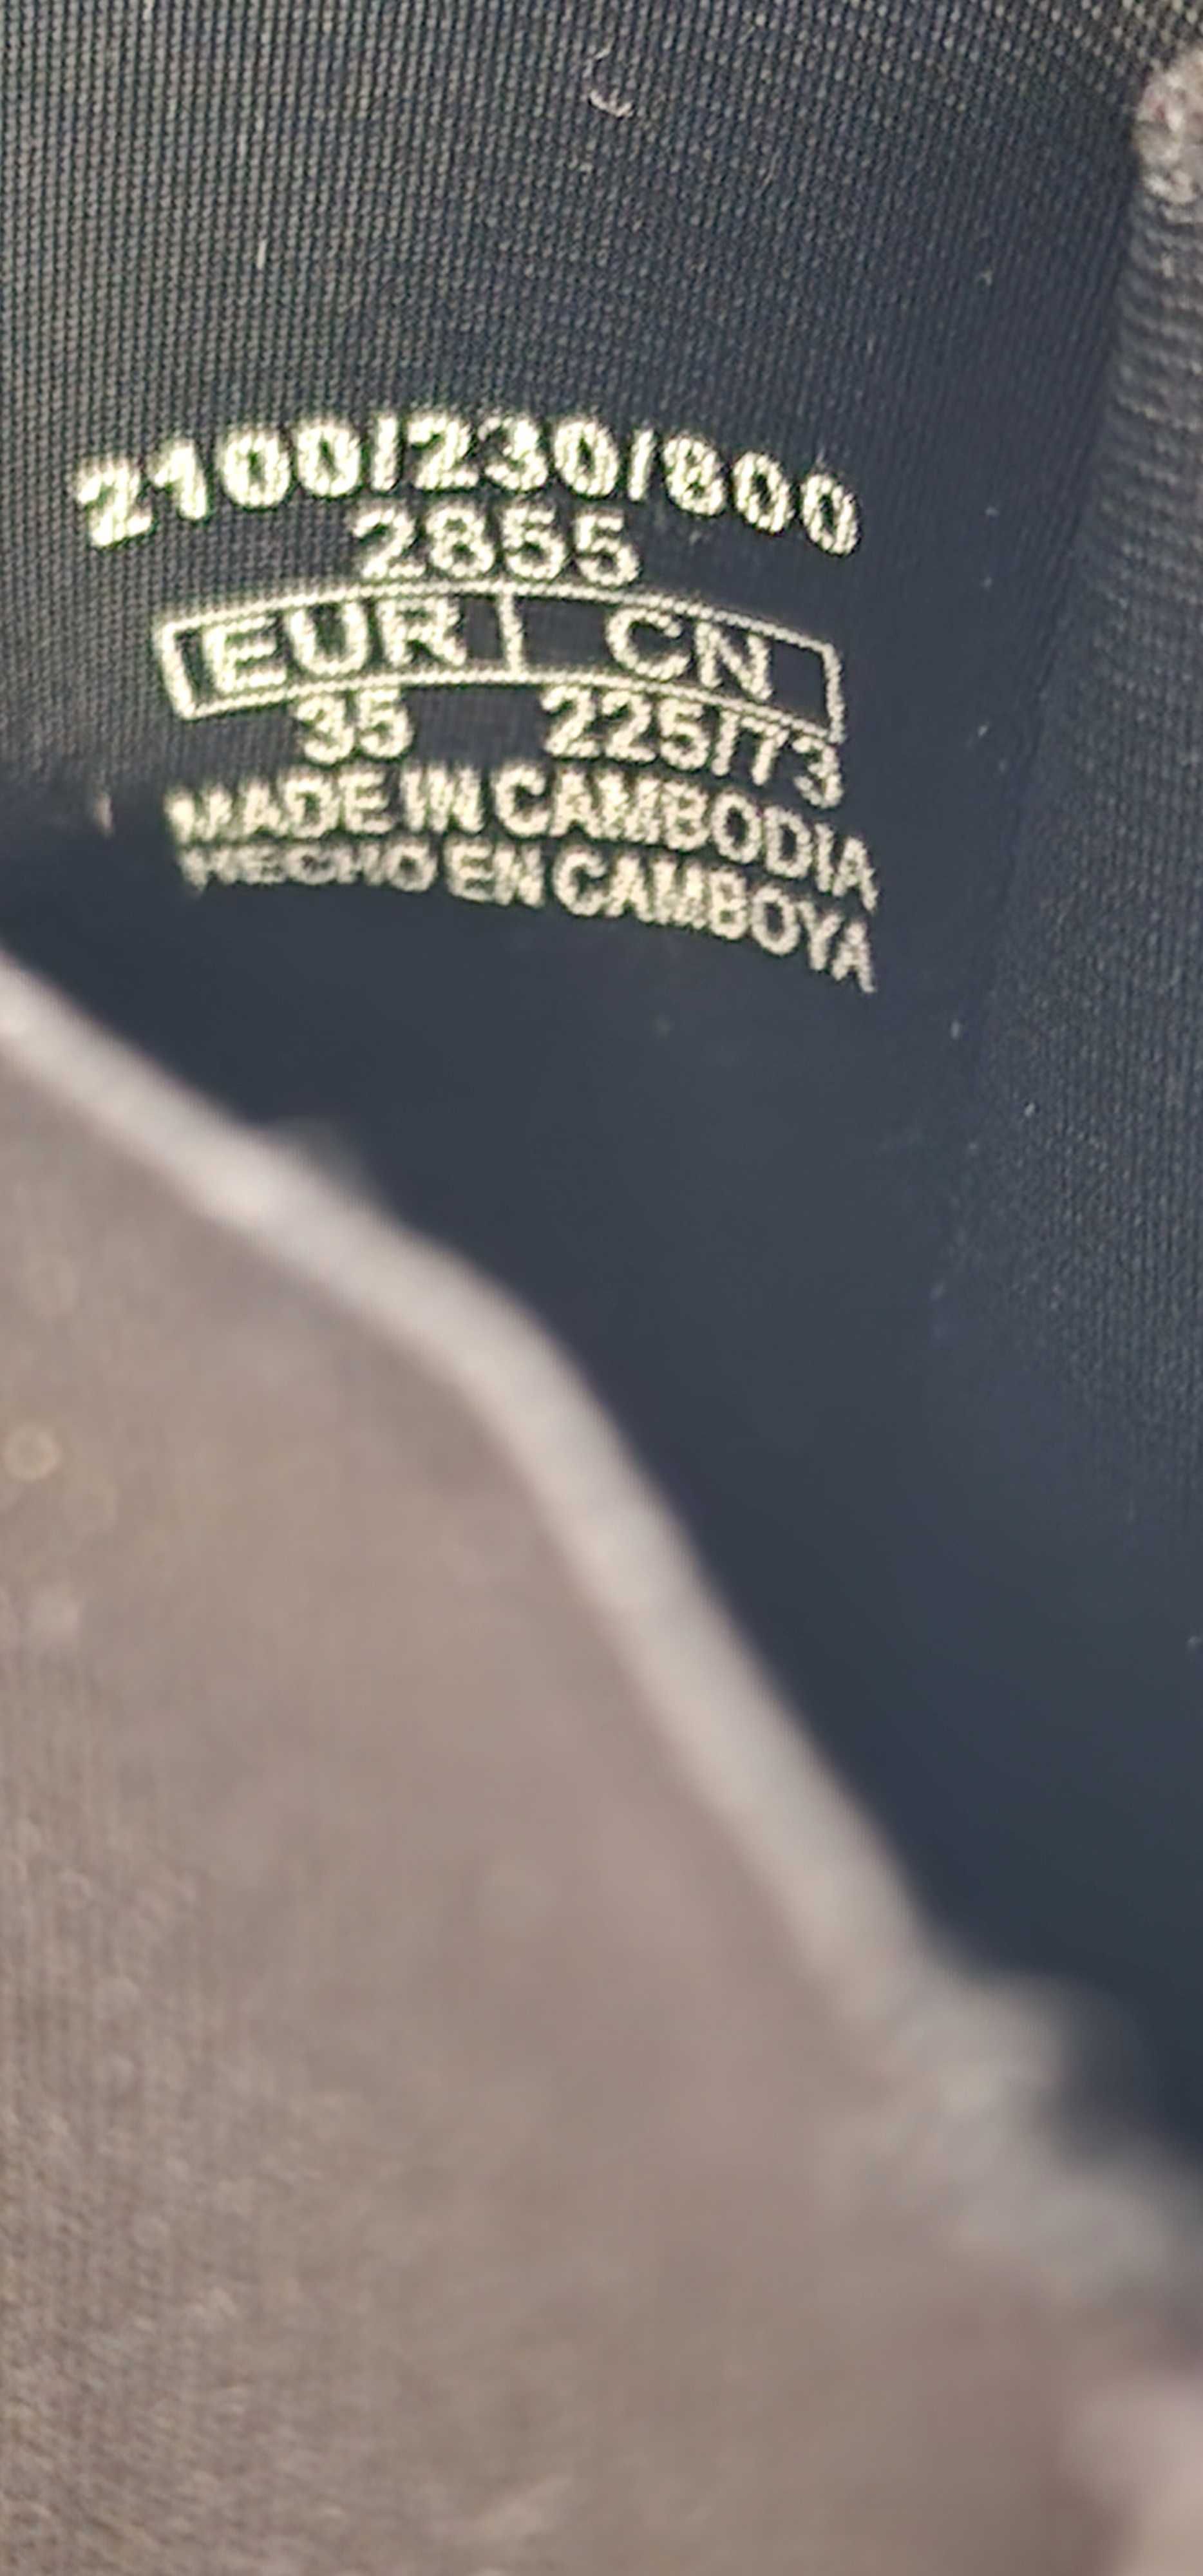 2100/230/800
2855
EUR CN
35 225/73
MADE IN CAMBODIA
HECHO EN CAMBOYA